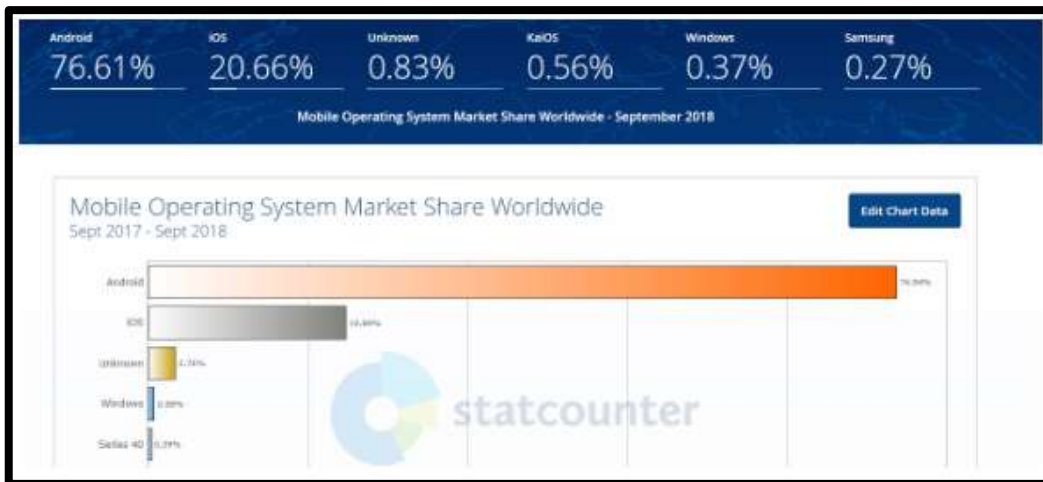 Android iOS Unknown KaiOS Windows Samsung
76.61% 20.66% 0.83% 0.56% 0.37% 0.27%
Mobile Operating System Market Share Worldwide - September 2018
Mobile Operating System Market Share Worldwide
Edit Chart Data
Sept 2017 - Sept 2018
Android
iOS
Unknown
Windows
statcounter
Series 40 0.39%